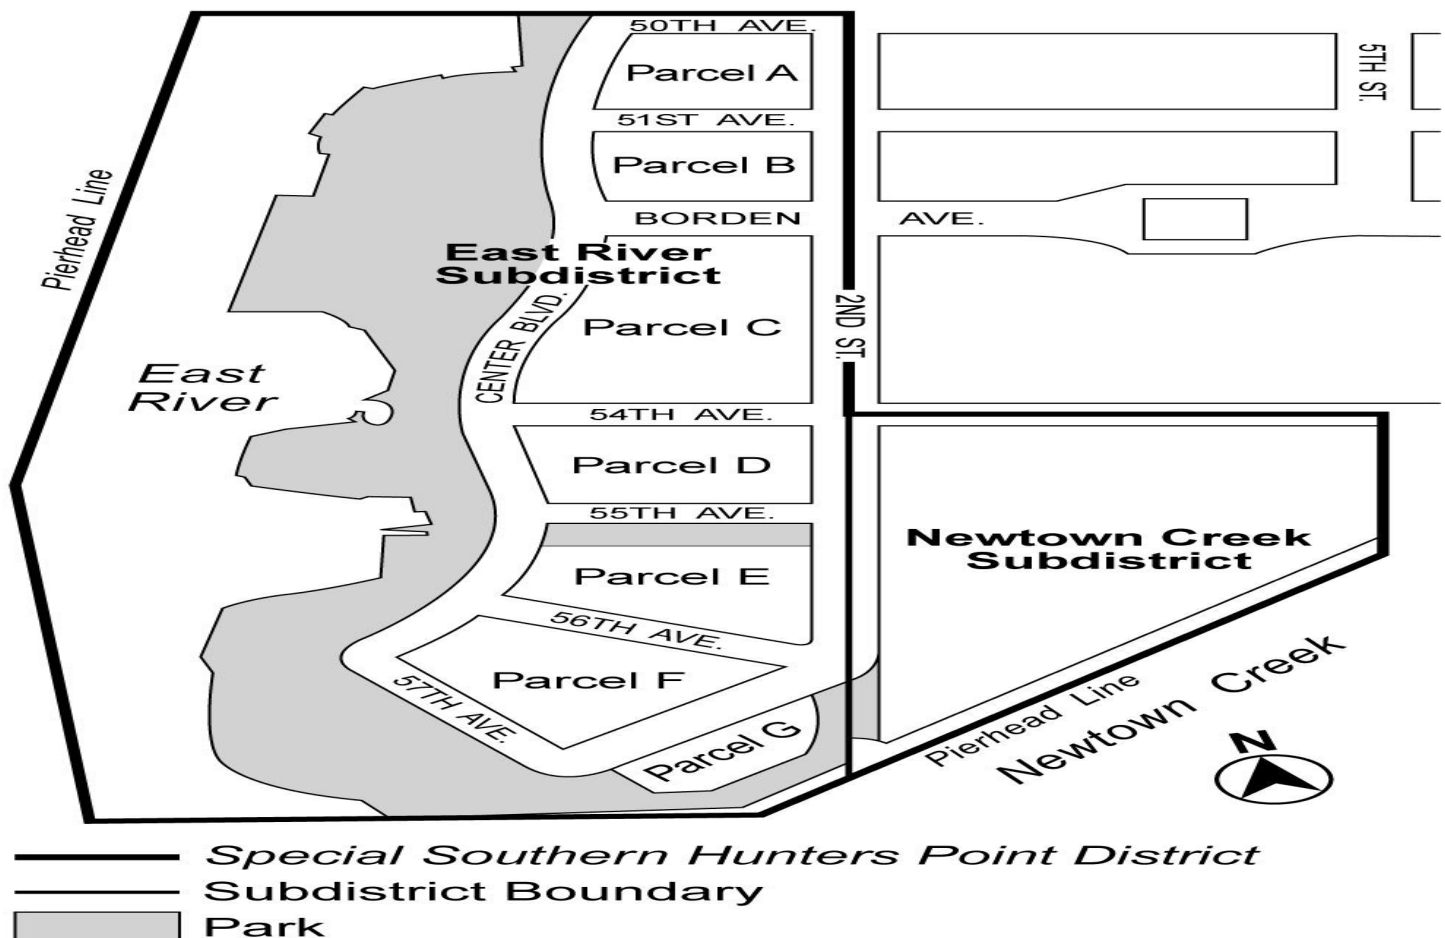 50TH AVE.
Parcel A
5TH ST.
51ST AVE.
Parcel B
Pierhead Line
BORDEN AVE.
East River
Subdistrict
CENTER BLVD.
Parcel C
2ND ST.
East
River
54TH AVE.
Parcel D
55TH AVE.
Newtown Creek
Subdistrict
Parcel E
56TH AVE.
Parcel F
57TH AVE.
Parcel G
Pierhead Line
Newtown Creek
N
Special Southern Hunters Point District
Subdistrict Boundary
Park